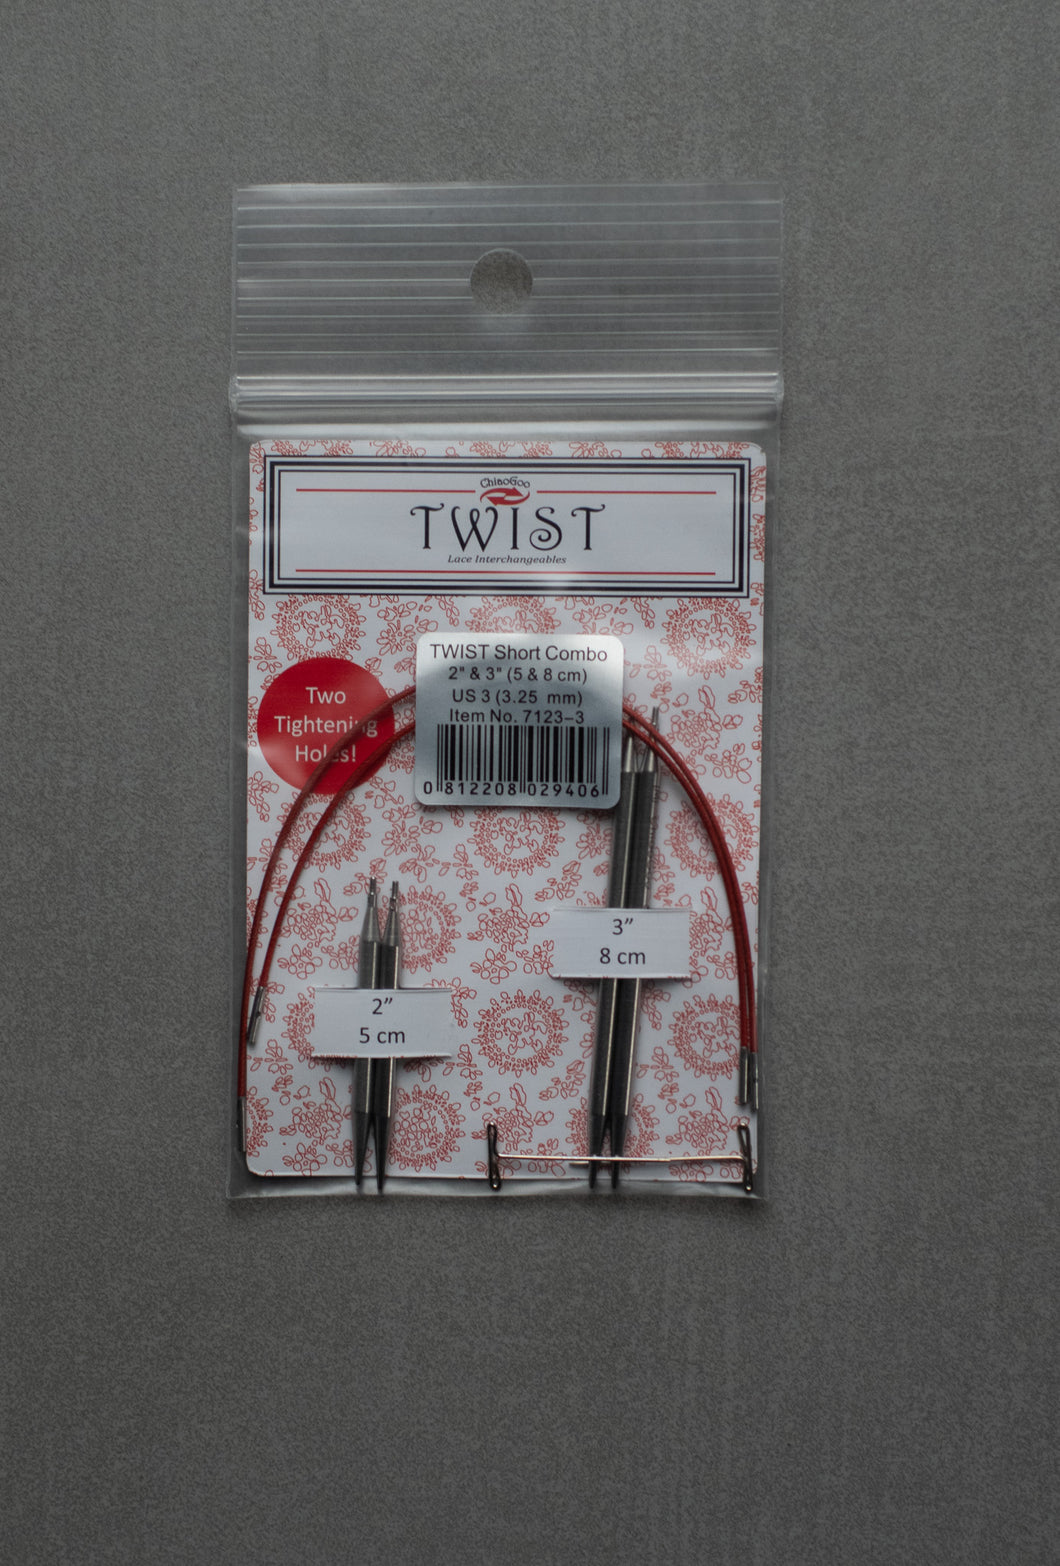 ChiaoGoo
TWIST
Lace Interchangeables
TWIST Short Combo
2" & 3" (5 & 8 cm)
US 3 (3.25 mm)
Item No. 7123-3
0 812208 029406
Two
Tightening
Holes!
3”
8 cm
2”
5 cm